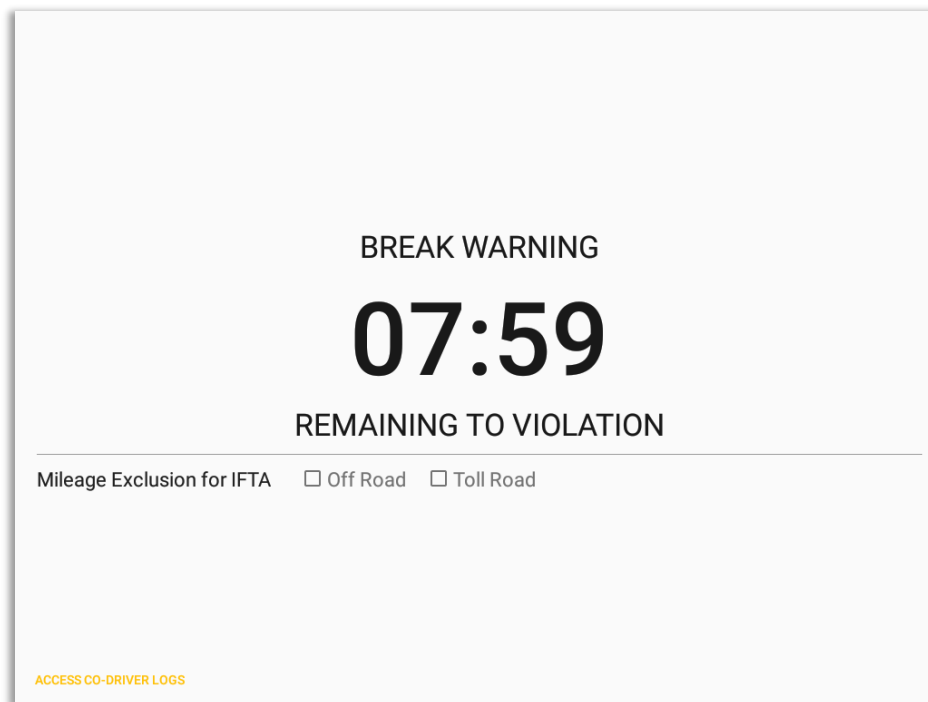 BREAK WARNING
07:59
REMAINING TO VIOLATION
Mileage Exclusion for IFTA Off Road Toll Road
ACCESS CO-DRIVER LOGS